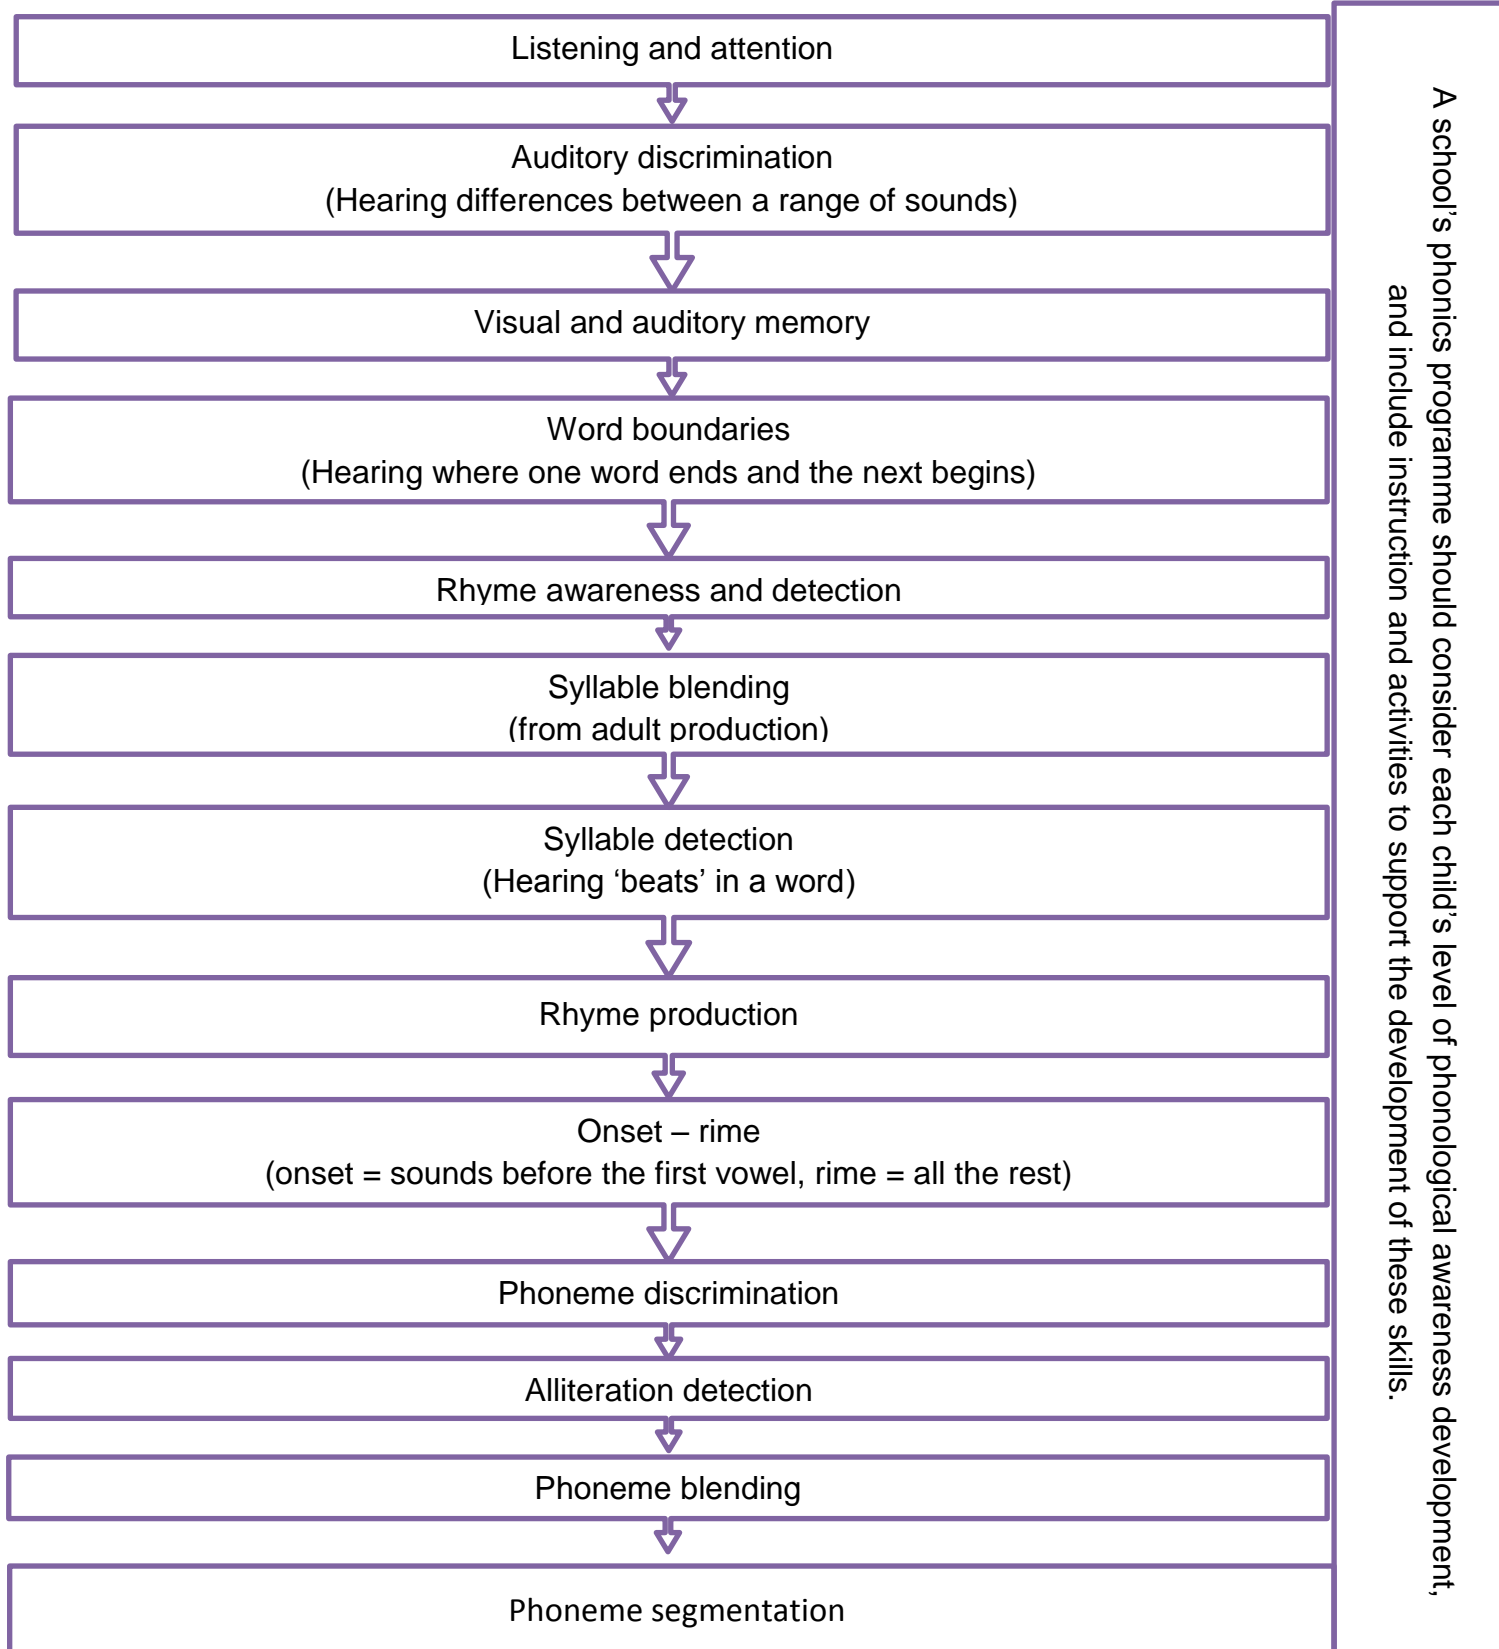 Listening and attention
Auditory discrimination
(Hearing differences between a range of sounds)
Visual and auditory memory
Word boundaries
(Hearing where one word ends and the next begins)
Rhyme awareness and detection
Syllable blending
(from adult production)
Syllable detection
(Hearing ‘beats’ in a word)
Rhyme production
Onset – rime
(onset = sounds before the first vowel, rime = all the rest)
Phoneme discrimination
Alliteration detection
Phoneme blending
Phoneme segmentation
A school’s phonics programme should consider each child’s level of phonological awareness development,
and include instruction and activities to support the development of these skills.